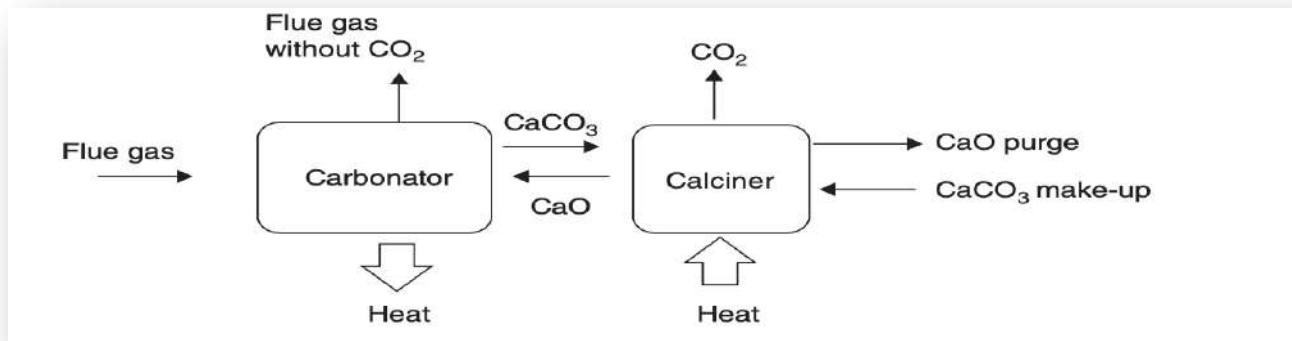 Flue gas
without CO₂
CO₂
CaCO₃
Flue gas
Carbonator
Calciner
CaO purge
CaCO₃ make-up
CaO
Heat
Heat